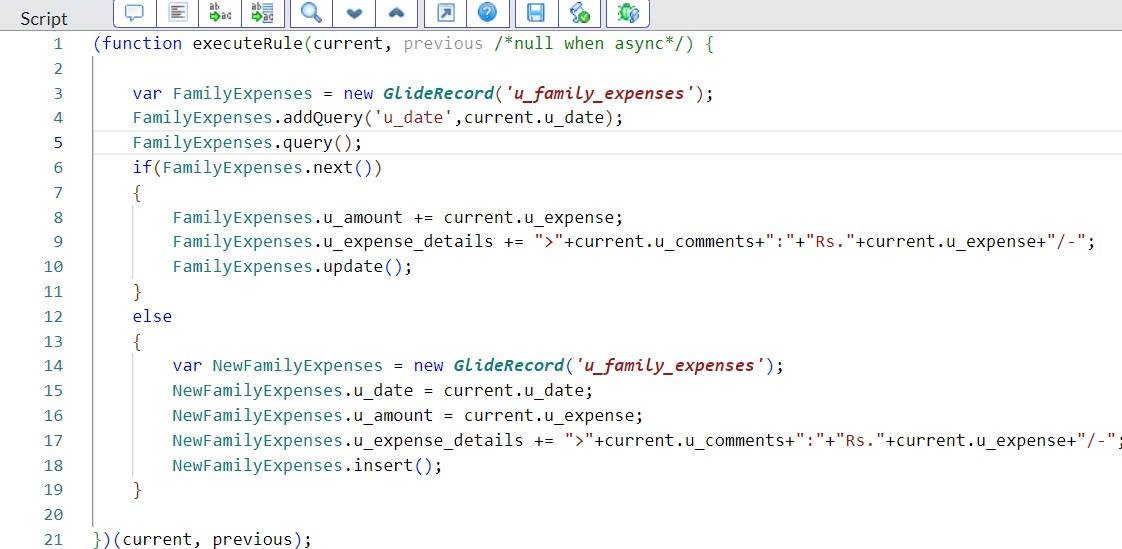 Script
1 (function executeRule(current, previous /*null when async*/) {
2
3 var FamilyExpenses = new GlideRecord('u_family_expenses');
4 FamilyExpenses.addQuery('u_date',current.u_date);
5 FamilyExpenses.query();
6 if(FamilyExpenses.next())
7 {
8 FamilyExpenses.u_amount += current.u_expense;
9 FamilyExpenses.u_expense_details += ">"+current.u_comments+":"+"Rs."+current.u_expense+"/-";
10 FamilyExpenses.update();
11 }
12 else
13 {
14 var NewFamilyExpenses = new GlideRecord('u_family_expenses');
15 NewFamilyExpenses.u_date = current.u_date;
16 NewFamilyExpenses.u_amount = current.u_expense;
17 NewFamilyExpenses.u_expense_details += ">"+current.u_comments+":"+"Rs."+current.u_expense+"/-";
18 NewFamilyExpenses.insert();
19 }
20
21 })(current, previous);